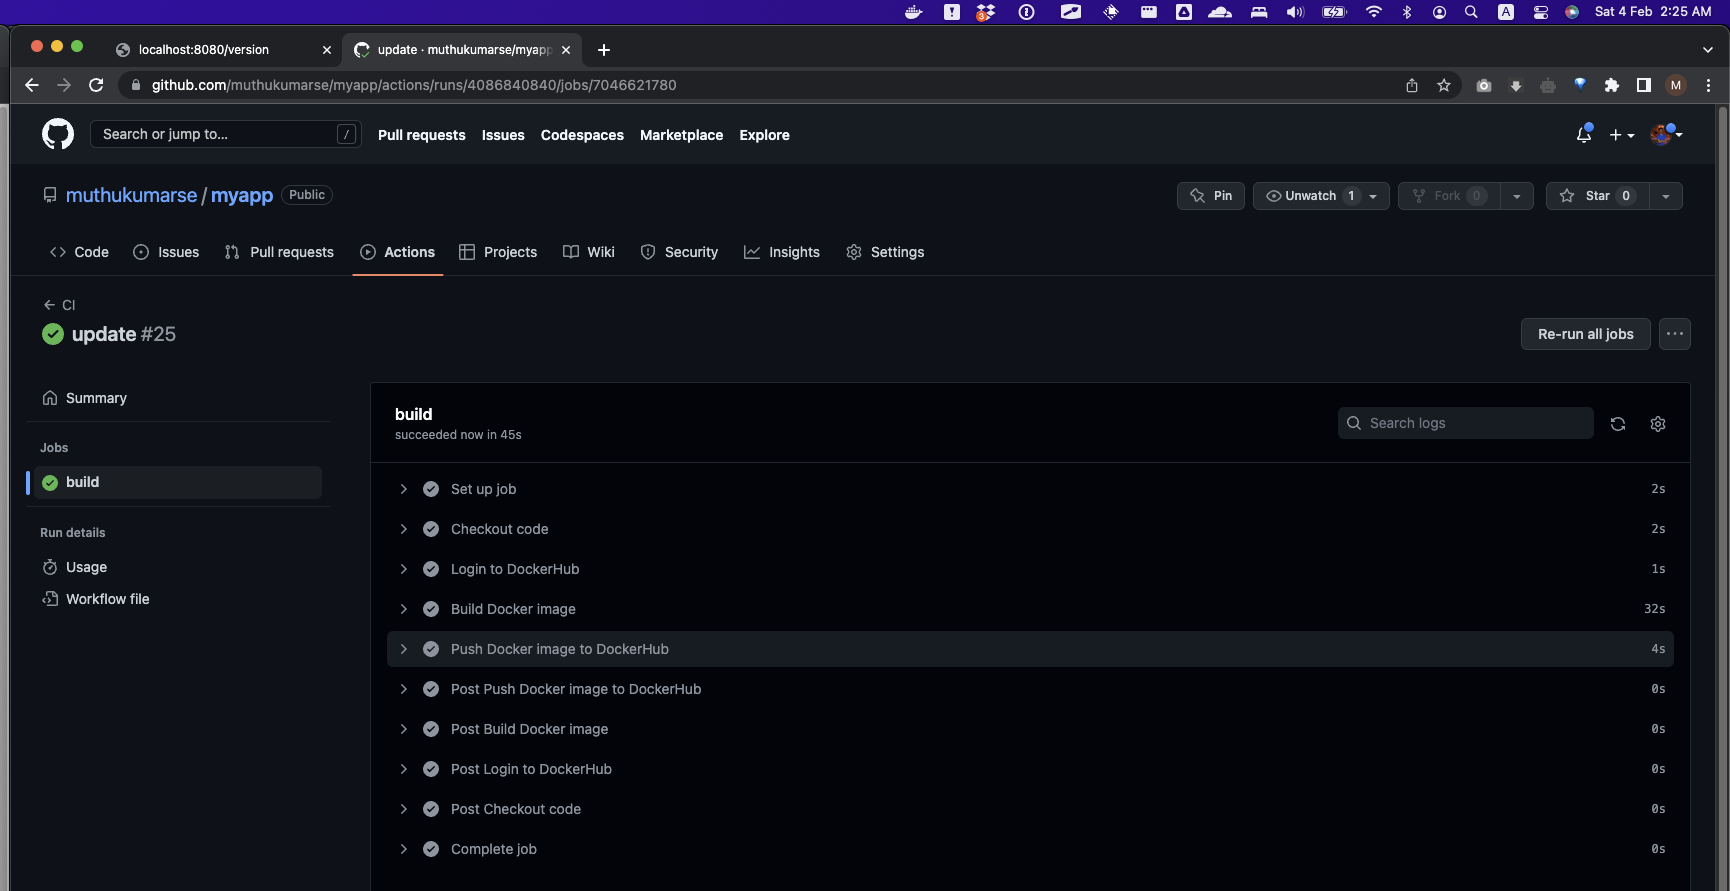 Sat 4 Feb 2:25 AM
localhost:8080/version
update · muthukumarse/myapp
github.com/muthukumarse/myapp/actions/runs/4086840840/jobs/7046621780
M
Search or jump to...
/
Pull requests
Issues
Codespaces
Marketplace
Explore
muthukumarse / myapp
Public
Pin
Unwatch 1
Fork 0
Star 0
Code
Issues
Pull requests
Actions
Projects
Wiki
Security
Insights
Settings
CI
update #25
Re-run all jobs
Summary
Jobs
build
Run details
Usage
Workflow file
build
succeeded now in 45s
Search logs
Set up job 2s
Checkout code 2s
Login to DockerHub 1s
Build Docker image 32s
Push Docker image to DockerHub 4s
Post Push Docker image to DockerHub 0s
Post Build Docker image 0s
Post Login to DockerHub 0s
Post Checkout code 0s
Complete job 0s